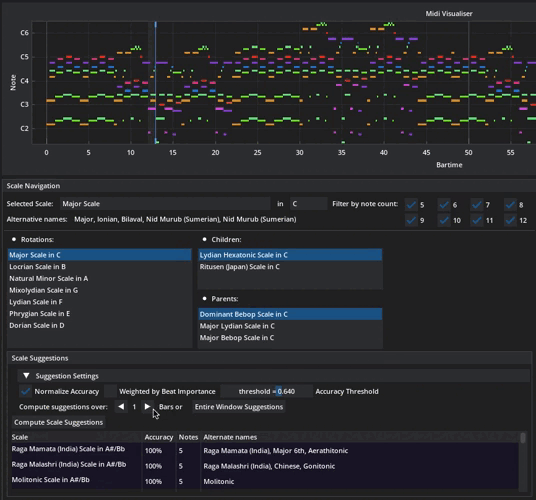 Midi Visualiser
C6
C5
C4
C3
C2
Note
0 5 10 15 20 25 30 35 40 45 50 55
Bartime
Scale Navigation
Selected Scale: Major Scale in C Filter by note count: 5 6 7 8
Alternative names: Major, Ionian, Bilaval, Nid Murub (Sumerian), Nid Murub (Sumerian) 9 10 11 12
Rotations:
Major Scale in C
Locrian Scale in B
Natural Minor Scale in A
Mixolydian Scale in G
Lydian Scale in F
Phrygian Scale in E
Dorian Scale in D
Children:
Lydian Hexatonic Scale in C
Ritusen (Japan) Scale in C
Parents:
Dominant Bebop Scale in C
Major Lydian Scale in C
Major Bebop Scale in C
Scale Suggestions
Suggestion Settings
Normalize Accuracy Weighted by Beat Importance threshold = 0.640 Accuracy Threshold
Compute suggestions over: 1 Bars or Entire Window Suggestions
Compute Scale Suggestions
Scale Accuracy Notes Alternate names
Raga Mamata (India) Scale in A#/Bb 100% 5 Raga Mamata (India), Major 6th, Aerathitonic
Raga Malashri (India) Scale in A#/Bb 100% 5 Raga Malashri (India), Chinese, Gonitonic
Molitonic Scale in A#/Bb 100% 5 Molitonic